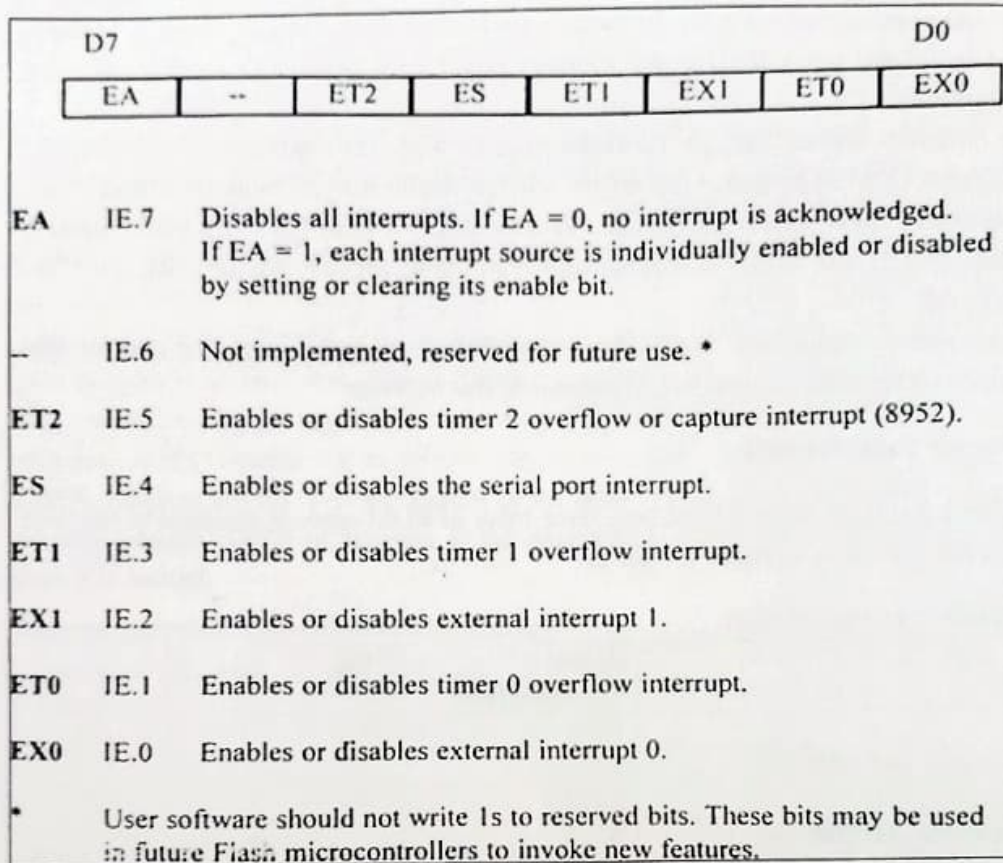 D7 D0
EA -- ET2 ES ET1 EX1 ET0 EX0
EA IE.7 Disables all interrupts. If EA = 0, no interrupt is acknowledged.
If EA = 1, each interrupt source is individually enabled or disabled
by setting or clearing its enable bit.
-- IE.6 Not implemented, reserved for future use. *
ET2 IE.5 Enables or disables timer 2 overflow or capture interrupt (8952).
ES IE.4 Enables or disables the serial port interrupt.
ET1 IE.3 Enables or disables timer 1 overflow interrupt.
EX1 IE.2 Enables or disables external interrupt 1.
ET0 IE.1 Enables or disables timer 0 overflow interrupt.
EX0 IE.0 Enables or disables external interrupt 0.
* User software should not write 1s to reserved bits. These bits may be used
in future Flash microcontrollers to invoke new features.